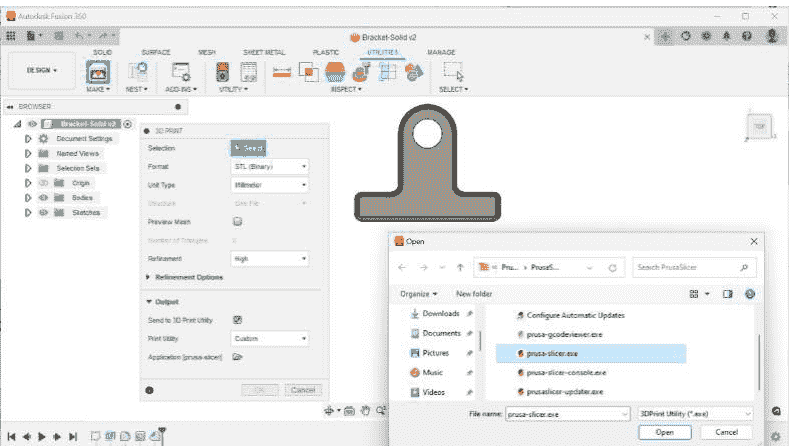 Autodesk Fusion 360
Bracket-Solid v2
SOLID SURFACE MESH SHEET METAL PLASTIC UTILITIES MANAGE
DESIGN
MAKE NEST ADD-INS UTILITY INSPECT SELECT
BROWSER
Bracket-Solid v2
Document Settings
Named Views
Selection Sets
Origin
Bodies
Sketches
3D PRINT
Selection Select
Format STL (Binary)
Unit Type Millimeter
Structure One File
Preview Mesh
Number of Triangles
Refinement High
Refinement Options
Output
Send to 3D Print Utility
Print Utility Custom
Application [prusa-slicer]
OK Cancel
TOP
Open
Pru... PrusaS... Search PrusaSlicer
Organize New folder
Downloads
Documents
Pictures
Music
Videos
Configure Automatic Updates
prusa-gcodeviewer.exe
prusa-slicer.exe
prusa-slicer-console.exe
prusaslicer-updater.exe
File name: prusa-slicer.exe 3DPrint Utility (*.exe)
Open Cancel